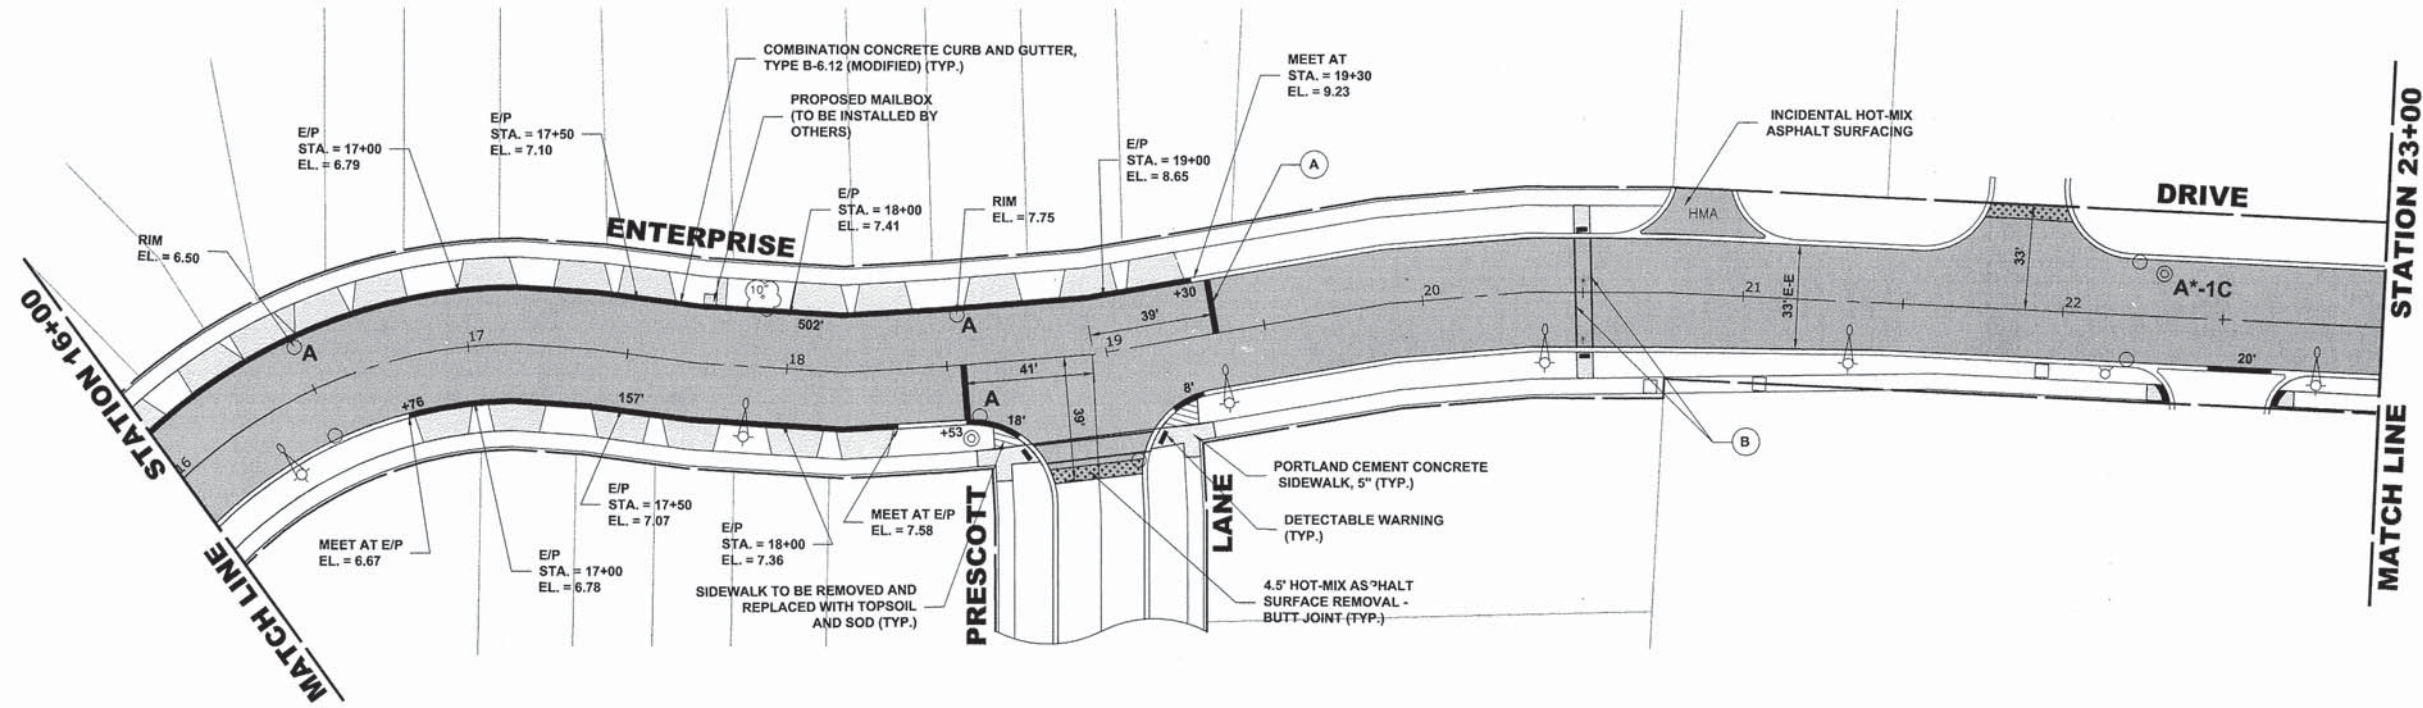 COMBINATION CONCRETE CURB AND GUTTER,
TYPE B-6.12 (MODIFIED) (TYP.)
PROPOSED MAILBOX
(TO BE INSTALLED BY
OTHERS)
MEET AT
STA. = 19+30
EL. = 9.23
INCIDENTAL HOT-MIX
ASPHALT SURFACING
E/P
STA. = 17+00
EL. = 6.79
E/P
STA. = 17+50
EL. = 7.10
E/P
STA. = 18+00
EL. = 7.41
RIM
EL. = 7.75
E/P
STA. = 19+00
EL. = 8.65
A
RIM
EL. = 6.50
ENTERPRISE
DRIVE
HMA
10"
502'
+30
39'
A
A
17
18
19
20
21
22
33' E-E
33'
A*-1C
20'
16
+76
157'
41'
A
18'
+53
39'
8'
B
STATION 16+00
MATCH LINE
STATION 23+00
MATCH LINE
MEET AT E/P
EL. = 6.67
E/P
STA. = 17+00
EL. = 6.78
E/P
STA. = 17+50
EL. = 7.07
E/P
STA. = 18+00
EL. = 7.36
MEET AT E/P
EL. = 7.58
SIDEWALK TO BE REMOVED AND
REPLACED WITH TOPSOIL
AND SOD (TYP.)
PRESCOTT
LANE
PORTLAND CEMENT CONCRETE
SIDEWALK, 5" (TYP.)
DETECTABLE WARNING
(TYP.)
4.5' HOT-MIX ASPHALT
SURFACE REMOVAL -
BUTT JOINT (TYP.)